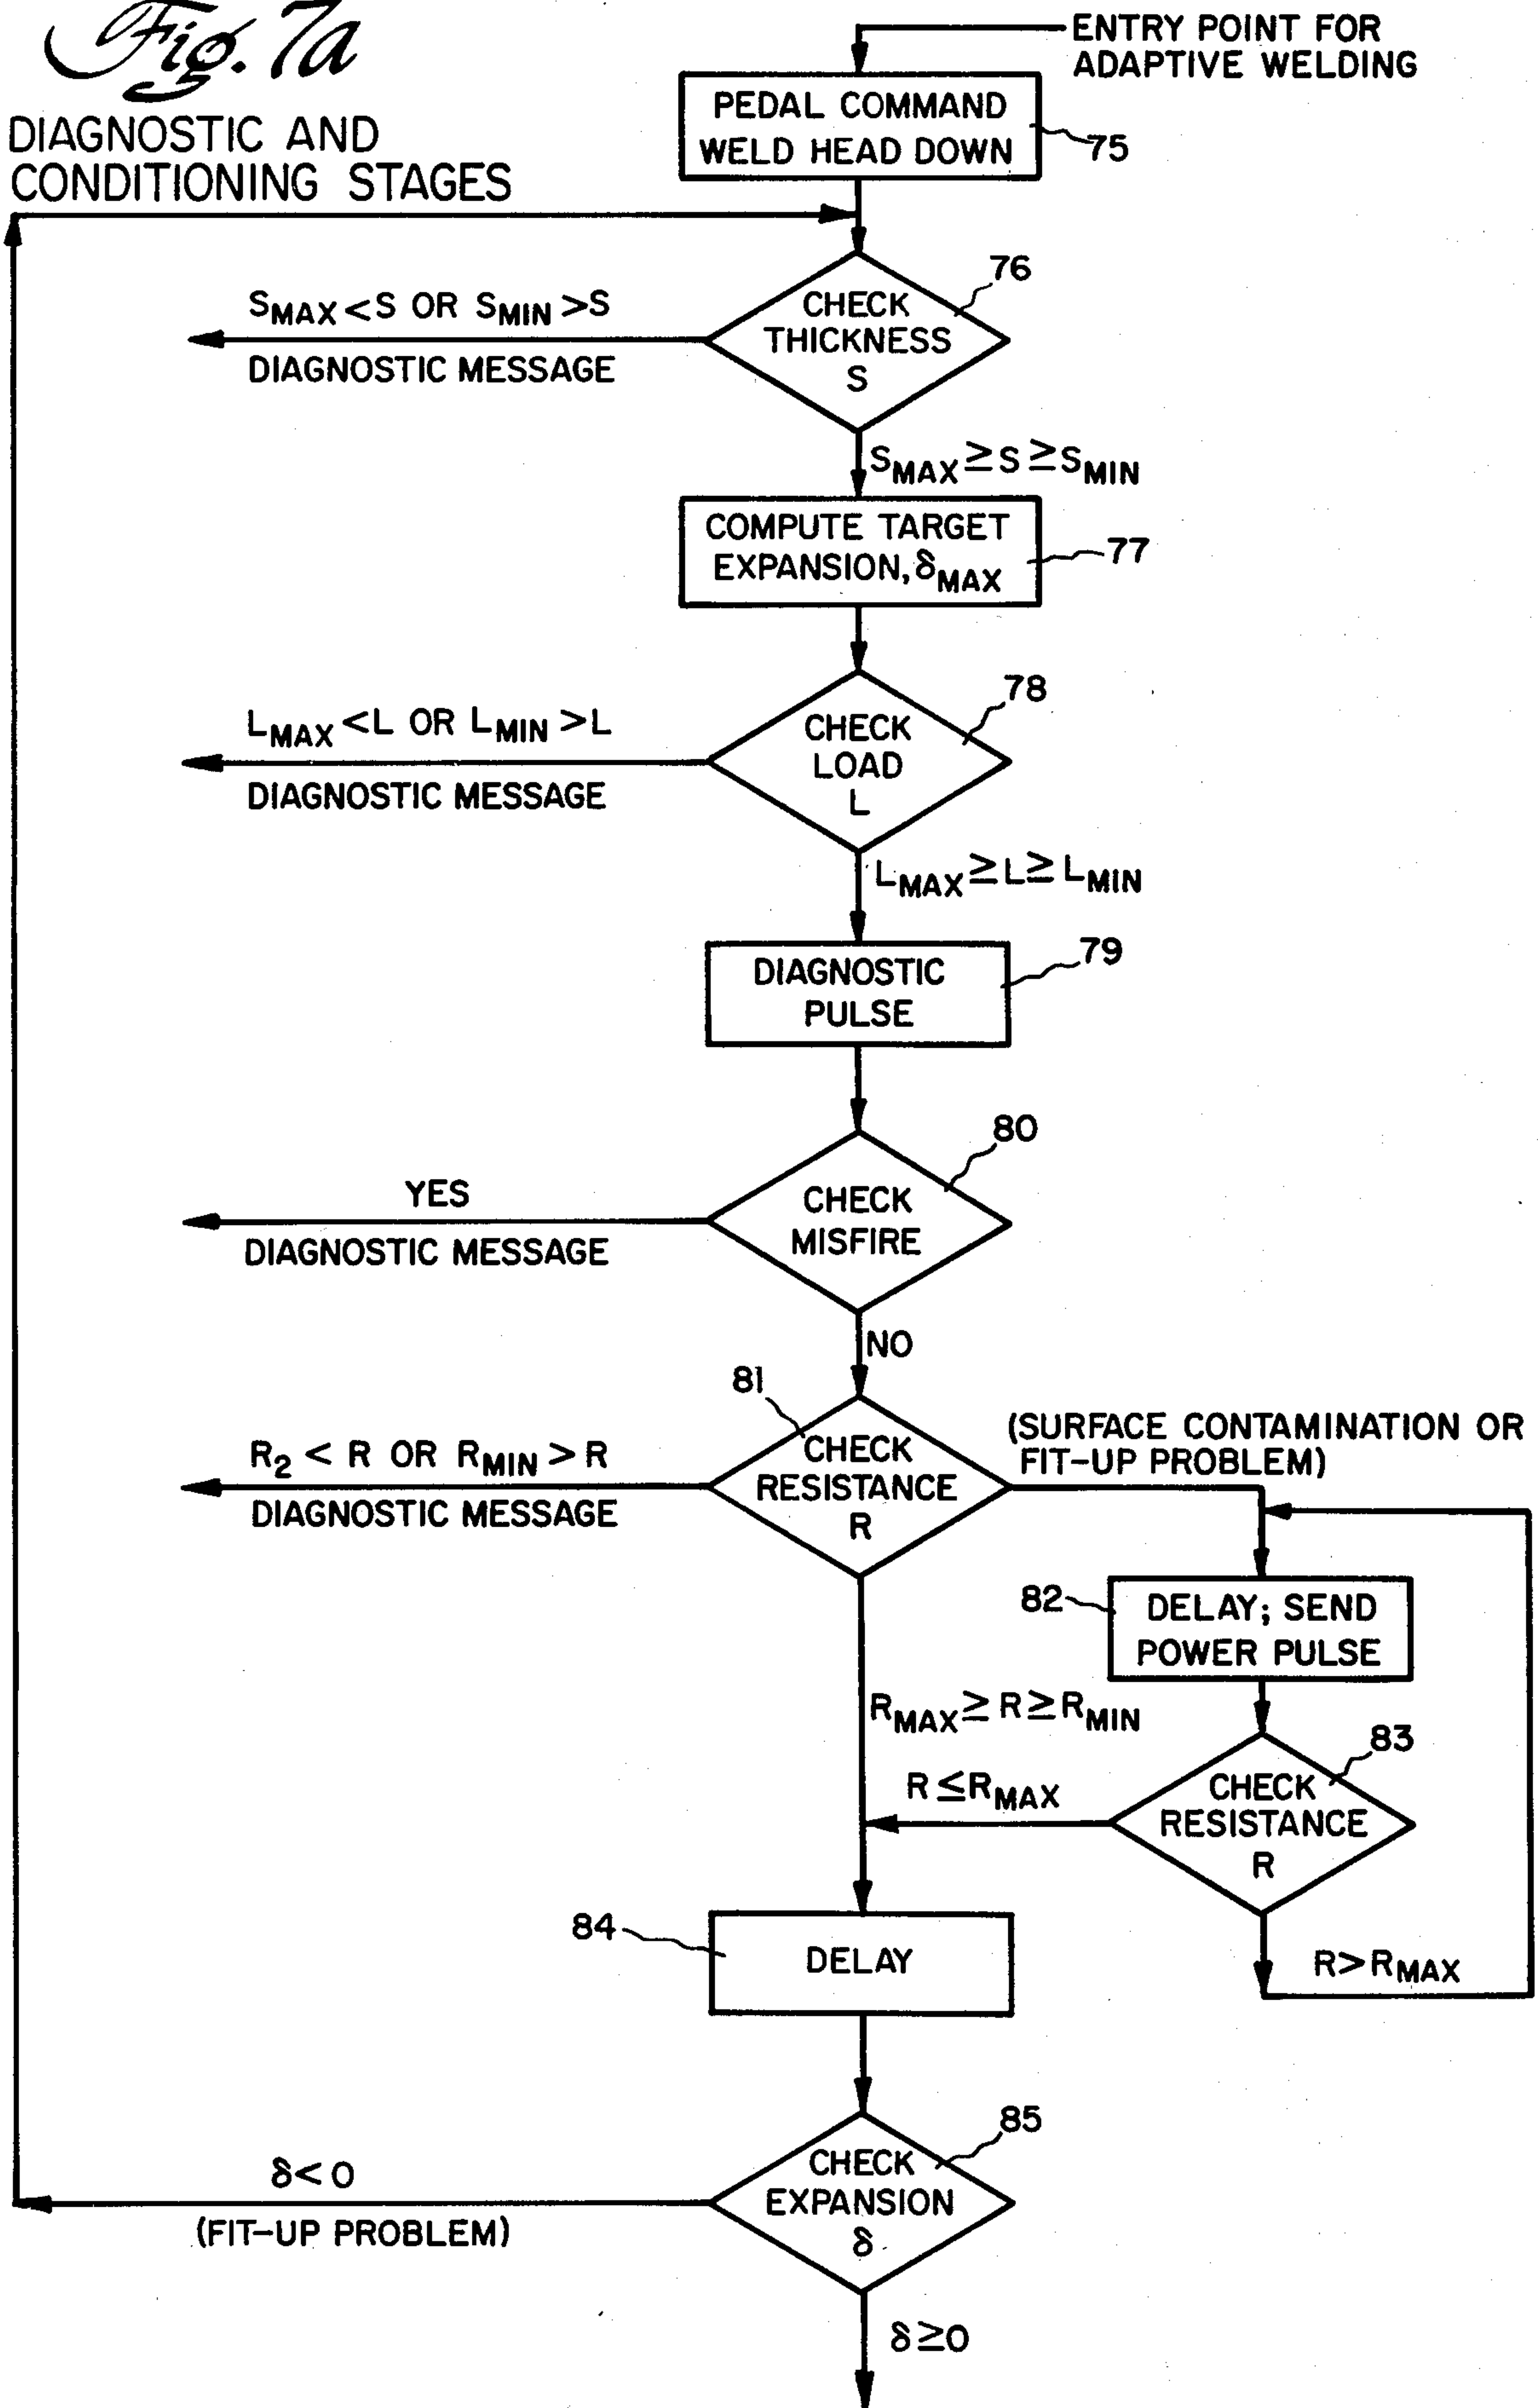 Fig. 7a
DIAGNOSTIC AND
CONDITIONING STAGES
ENTRY POINT FOR
ADAPTIVE WELDING
PEDAL COMMAND
WELD HEAD DOWN
75
76
CHECK
THICKNESS
S
SMAX < S OR SMIN > S
DIAGNOSTIC MESSAGE
SMAX ≥ S ≥ SMIN
COMPUTE TARGET
EXPANSION, δMAX
77
78
CHECK
LOAD
L
LMAX < L OR LMIN > L
DIAGNOSTIC MESSAGE
LMAX ≥ L ≥ LMIN
79
DIAGNOSTIC
PULSE
80
CHECK
MISFIRE
YES
DIAGNOSTIC MESSAGE
NO
81
CHECK
RESISTANCE
R
R2 < R OR RMIN > R
DIAGNOSTIC MESSAGE
(SURFACE CONTAMINATION OR
FIT-UP PROBLEM)
82
DELAY; SEND
POWER PULSE
RMAX ≥ R ≥ RMIN
83
CHECK
RESISTANCE
R
R ≤ RMAX
R > RMAX
84
DELAY
85
CHECK
EXPANSION
δ
δ < 0
(FIT-UP PROBLEM)
δ ≥ 0